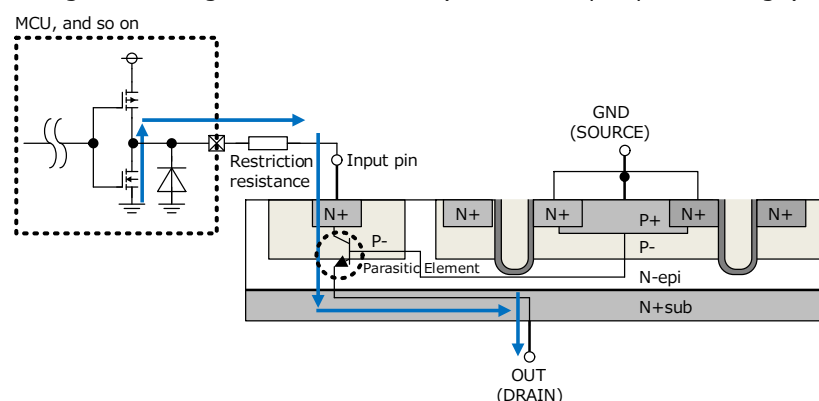 MCU, and so on
GND
(SOURCE)
Restriction
resistance
Input pin
N+
N+
N+
P+
N+
N+
P-
P-
Parasitic Element
N-epi
N+sub
OUT
(DRAIN)